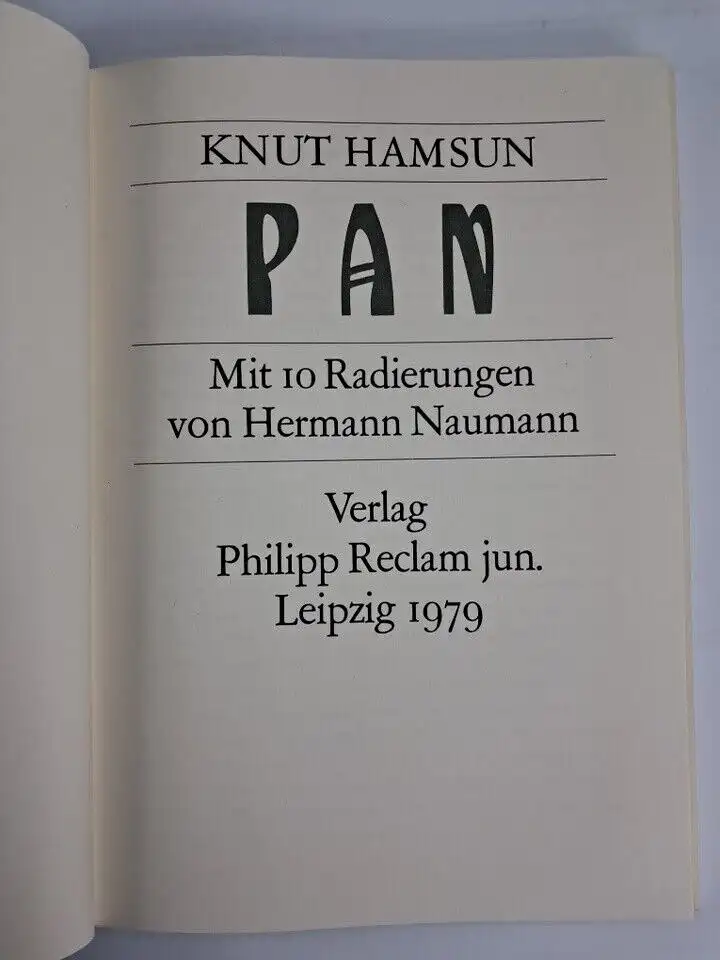 KNUT HAMSUN
PAN
Mit 10 Radierungen
von Hermann Naumann
Verlag
Philipp Reclam jun.
Leipzig 1979